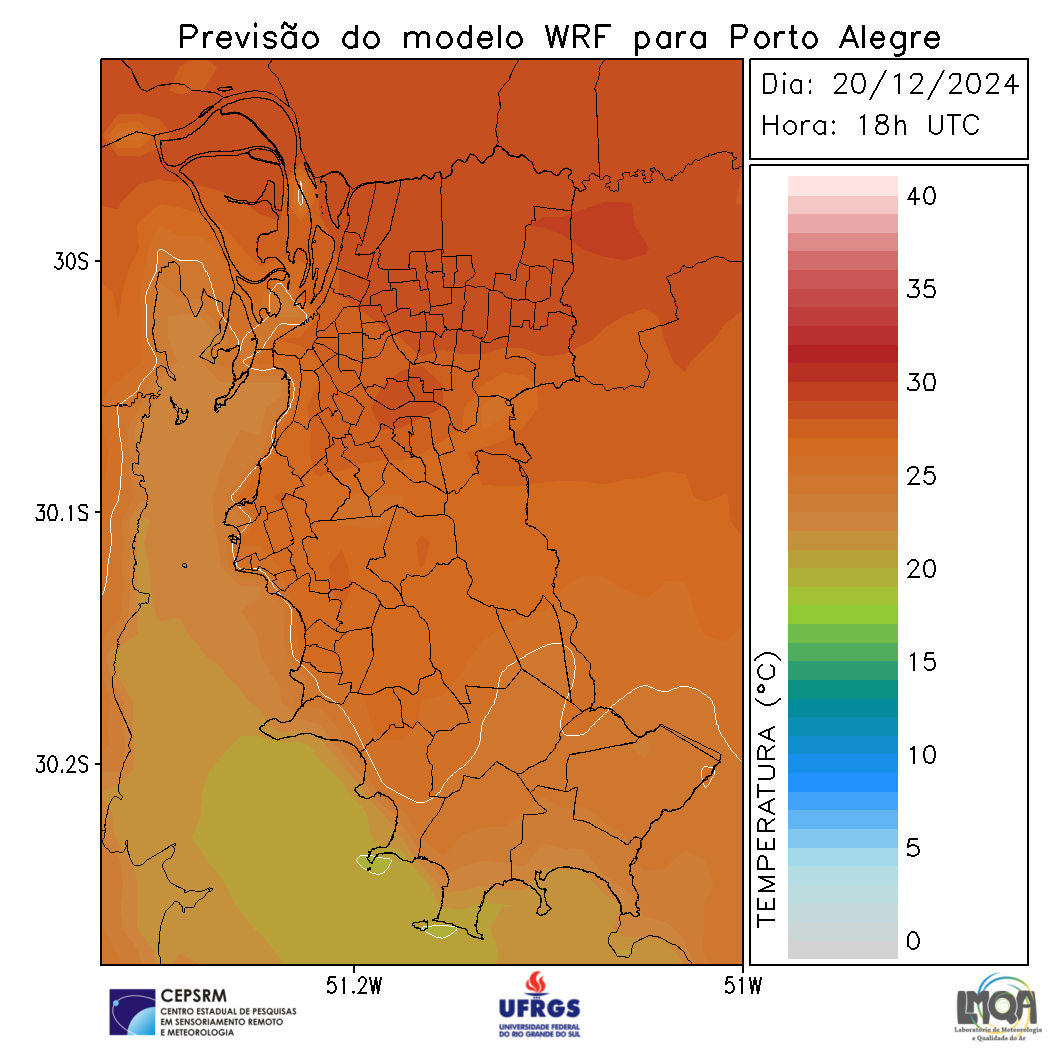 Previsão do modelo WRF para Porto Alegre
Dia: 20/12/2024
Hora: 18h UTC
40
35
30
25
20
15
10
5
0
TEMPERATURA (°C)
30S
30.1S
30.2S
51.2W
51W
CEPSRM
CENTRO ESTADUAL DE PESQUISAS
EM SENSORIAMENTO REMOTO
E METEOROLOGIA
UFRGS
UNIVERSIDADE FEDERAL
DO RIO GRANDE DO SUL
LMQA
Laboratório de Meteorologia
e Qualidade do Ar